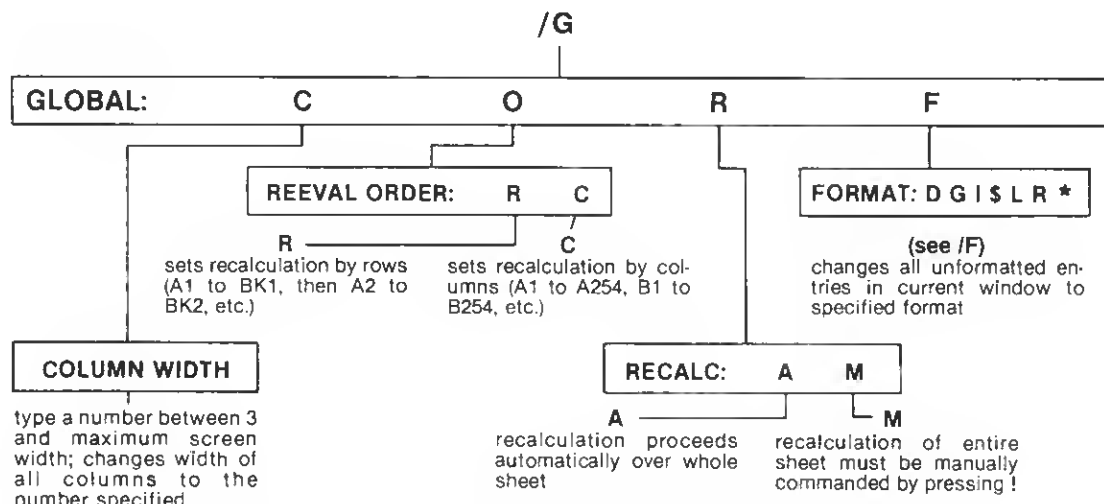 /G
GLOBAL: C O R F
REEVAL ORDER: R C
FORMAT: D G I $ L R *
R
sets recalculation by rows
(A1 to BK1, then A2 to
BK2, etc.)
C
sets recalculation by col-
umns (A1 to A254, B1 to
B254, etc.)
(see /F)
changes all unformatted en-
tries in current window to
specified format
COLUMN WIDTH
type a number between 3
and maximum screen
width; changes width of
all columns to the
number specified
RECALC: A M
A
recalculation proceeds
automatically over whole
sheet
M
recalculation of entire
sheet must be manually
commanded by pressing !